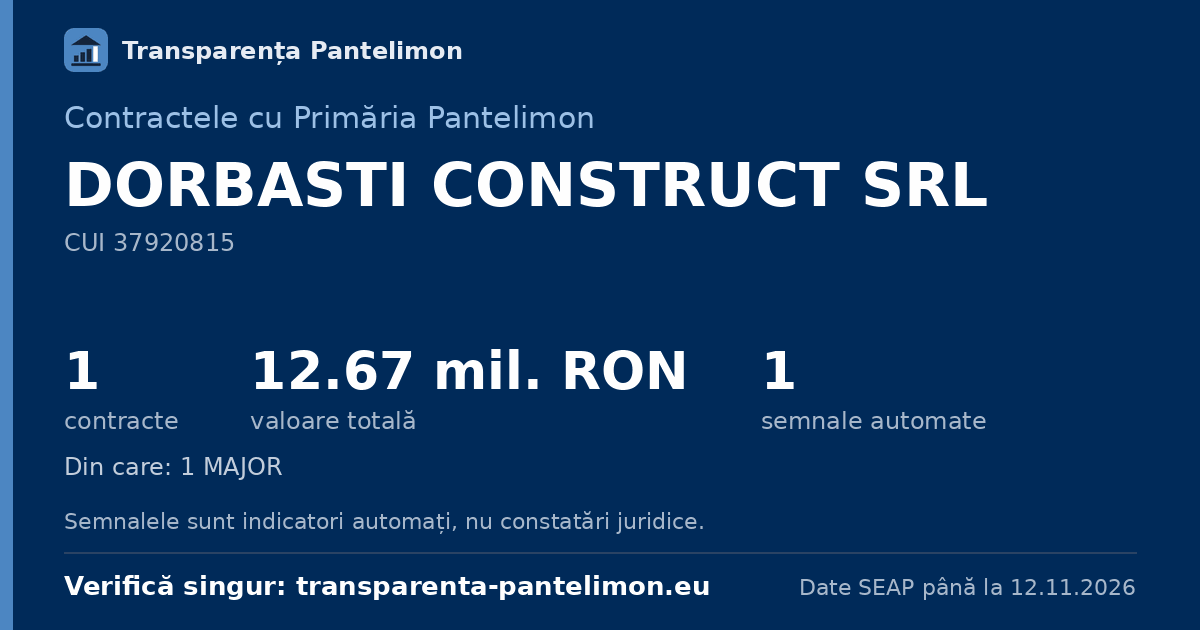 Transparența Pantelimon
Contractele cu Primăria Pantelimon
DORBASTI CONSTRUCT SRL
CUI 37920815
1 12.67 mil. RON 1
contracte valoare totală semnale automate
Din care: 1 MAJOR
Semnalele sunt indicatori automați, nu constatări juridice.
Verifică singur: transparenta-pantelimon.eu Date SEAP până la 12.11.2026